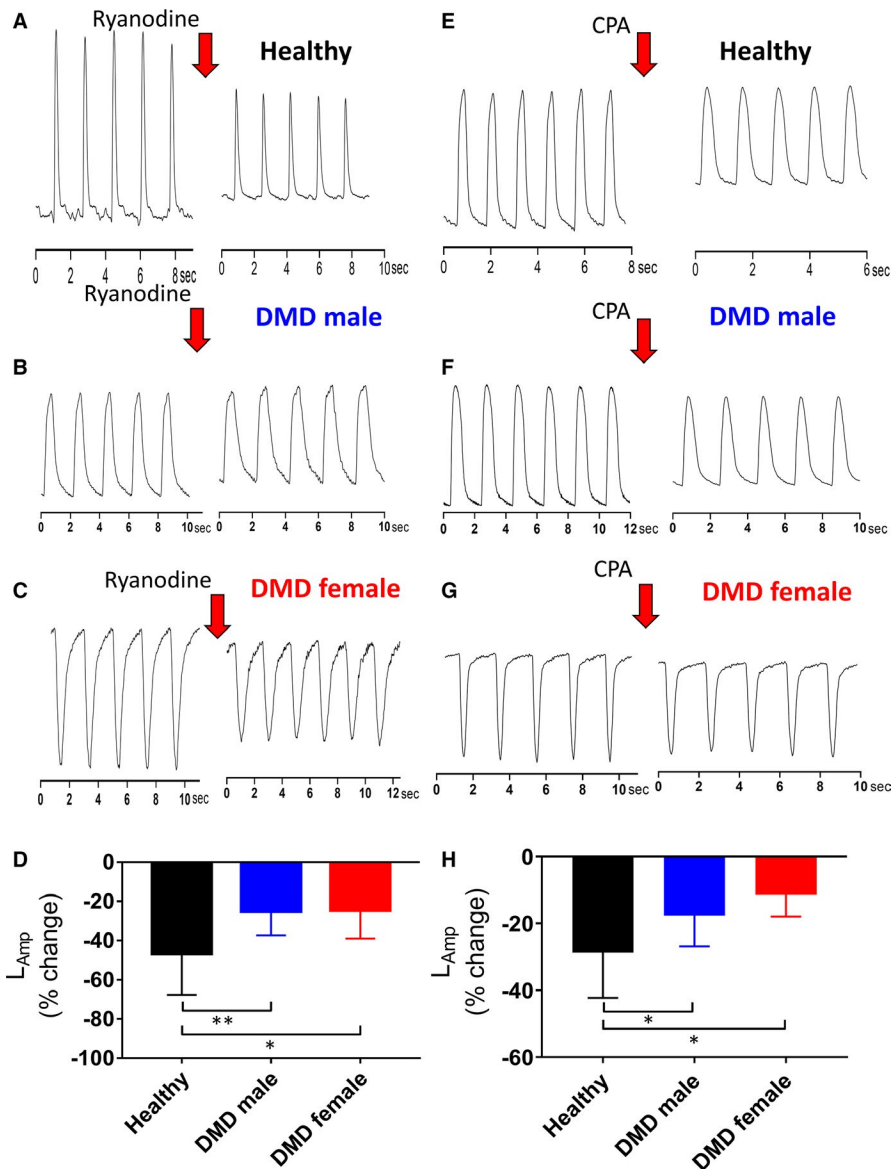 A
Ryanodine
Healthy
0 2 4 6 8 sec
0 2 4 6 8 10 sec
E
CPA
Healthy
0 2 4 6 8 sec
0 2 4 6 sec
B
Ryanodine
DMD male
0 2 4 6 8 10 sec
0 2 4 6 8 10 sec
F
CPA
DMD male
0 2 4 6 8 10 12 sec
0 2 4 6 8 10 sec
C
Ryanodine
DMD female
0 2 4 6 8 10 sec
0 2 4 6 8 10 12 sec
G
CPA
DMD female
0 2 4 6 8 10 sec
0 2 4 6 8 10 sec
D
L_Amp
(% change)
0
-20
-40
-60
-80
-100
**
*
Healthy
DMD male
DMD female
H
L_Amp
(% change)
0
-20
-40
-60
*
*
Healthy
DMD male
DMD female